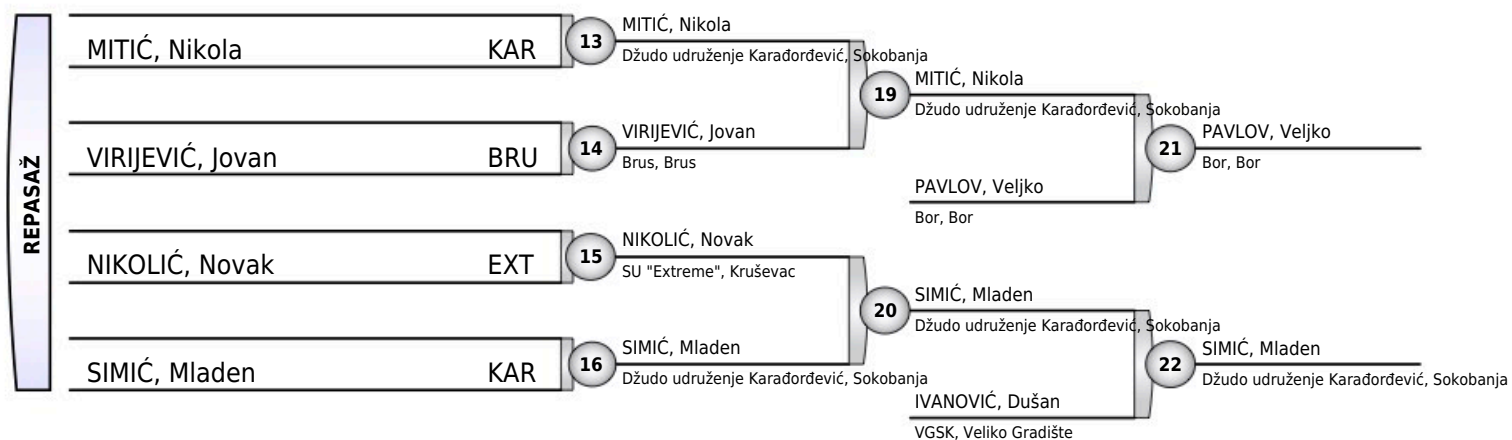 REPASAŽ
MITIĆ, Nikola KAR
VIRIJEVIĆ, Jovan BRU
NIKOLIĆ, Novak EXT
SIMIĆ, Mladen KAR
13
MITIĆ, Nikola
Džudo udruženje Karađorđević, Sokobanja
14
VIRIJEVIĆ, Jovan
Brus, Brus
15
NIKOLIĆ, Novak
SU "Extreme", Kruševac
16
SIMIĆ, Mladen
Džudo udruženje Karađorđević, Sokobanja
19
MITIĆ, Nikola
Džudo udruženje Karađorđević, Sokobanja
PAVLOV, Veljko
Bor, Bor
20
SIMIĆ, Mladen
Džudo udruženje Karađorđević, Sokobanja
IVANOVIĆ, Dušan
VGSK, Veliko Gradište
21
PAVLOV, Veljko
Bor, Bor
22
SIMIĆ, Mladen
Džudo udruženje Karađorđević, Sokobanja